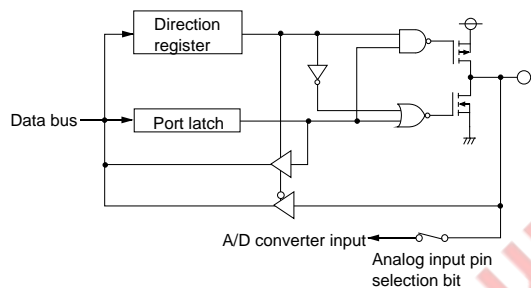 Direction
register
Data bus
Port latch
A/D converter input
Analog input pin
selection bit